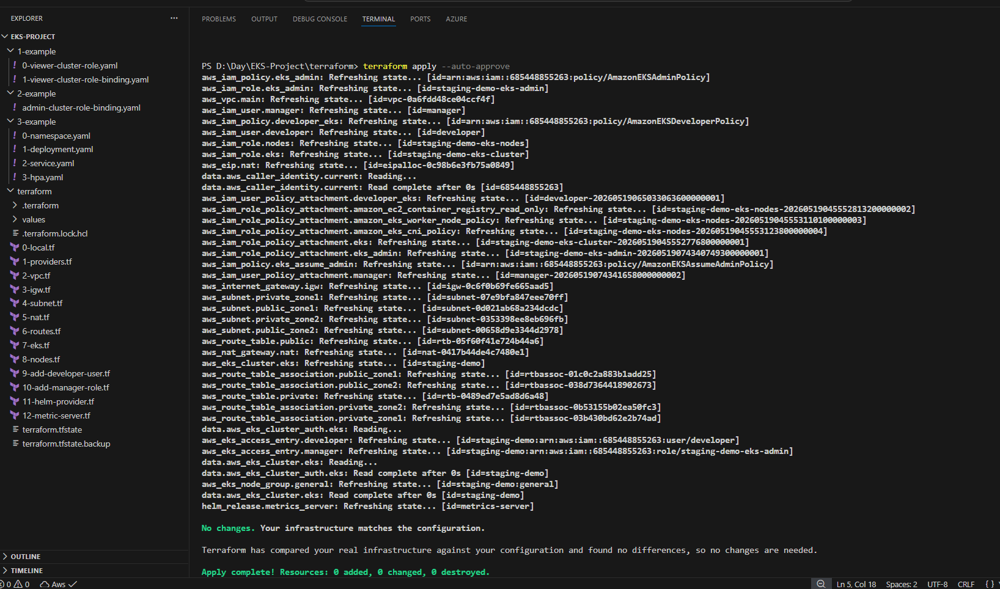 EXPLORER
EKS-PROJECT
1-example
! 0-viewer-cluster-role.yaml
! 1-viewer-cluster-role-binding.yaml
2-example
! admin-cluster-role-binding.yaml
3-example
! 0-namespace.yaml
! 1-deployment.yaml
! 2-service.yaml
! 3-hpa.yaml
terraform
.terraform
values
.terraform.lock.hcl
0-local.tf
1-providers.tf
2-vpc.tf
3-igw.tf
4-subnet.tf
5-nat.tf
6-routes.tf
7-eks.tf
8-nodes.tf
9-add-developer-user.tf
10-add-manager-role.tf
11-helm-provider.tf
12-metric-server.tf
terraform.tfstate
terraform.tfstate.backup
OUTLINE
TIMELINE
PROBLEMS OUTPUT DEBUG CONSOLE TERMINAL PORTS AZURE
PS D:\Day\EKS-Project\terraform> terraform apply --auto-approve
aws_iam_policy.eks_admin: Refreshing state... [id=arn:aws:iam::685448855263:policy/AmazonEKSAdminPolicy]
aws_iam_role.eks_admin: Refreshing state... [id=staging-demo-eks-admin]
aws_vpc.main: Refreshing state... [id=vpc-0a6fdd48ce04ccf4f]
aws_iam_user.manager: Refreshing state... [id=manager]
aws_iam_policy.developer_eks: Refreshing state... [id=arn:aws:iam::685448855263:policy/AmazonEKSDeveloperPolicy]
aws_iam_user.developer: Refreshing state... [id=developer]
aws_iam_role.nodes: Refreshing state... [id=staging-demo-eks-nodes]
aws_iam_role.eks: Refreshing state... [id=staging-demo-eks-cluster]
aws_eip.nat: Refreshing state... [id=eipalloc-0c98b6e3fb75a0849]
data.aws_caller_identity.current: Reading...
data.aws_caller_identity.current: Read complete after 0s [id=685448855263]
aws_iam_user_policy_attachment.developer_eks: Refreshing state... [id=developer-20260519065033063600000001]
aws_iam_role_policy_attachment.amazon_ec2_container_registry_read_only: Refreshing state... [id=staging-demo-eks-nodes-20260519045552813200000002]
aws_iam_role_policy_attachment.amazon_eks_worker_node_policy: Refreshing state... [id=staging-demo-eks-nodes-20260519045553110100000003]
aws_iam_role_policy_attachment.amazon_eks_cni_policy: Refreshing state... [id=staging-demo-eks-nodes-20260519045553123800000004]
aws_iam_role_policy_attachment.eks: Refreshing state... [id=staging-demo-eks-cluster-20260519045552776800000001]
aws_iam_role_policy_attachment.eks_admin: Refreshing state... [id=staging-demo-eks-admin-20260519074340749300000001]
aws_iam_policy.eks_assume_admin: Refreshing state... [id=arn:aws:iam::685448855263:policy/AmazonEKSAssumeAdminPolicy]
aws_iam_user_policy_attachment.manager: Refreshing state... [id=manager-20260519074341658000000002]
aws_internet_gateway.igw: Refreshing state... [id=igw-0c6f0b69fe665aad5]
aws_subnet.private_zone1: Refreshing state... [id=subnet-07e9bfa847eee70ff]
aws_subnet.public_zone1: Refreshing state... [id=subnet-0d021ab68a234dcdc]
aws_subnet.private_zone2: Refreshing state... [id=subnet-0353398ee8eb696fb]
aws_subnet.public_zone2: Refreshing state... [id=subnet-00658d9e3344d2978]
aws_route_table.public: Refreshing state... [id=rtb-05f60f41e724b44a6]
aws_nat_gateway.nat: Refreshing state... [id=nat-0417b44de4c7480e1]
aws_eks_cluster.eks: Refreshing state... [id=staging-demo]
aws_route_table_association.public_zone1: Refreshing state... [id=rtbassoc-01c0c2a883b1add25]
aws_route_table_association.public_zone2: Refreshing state... [id=rtbassoc-038d7364418902673]
aws_route_table.private: Refreshing state... [id=rtb-0489ed7e5ad8d6a48]
aws_route_table_association.private_zone2: Refreshing state... [id=rtbassoc-0b53155b02ea50fc3]
aws_route_table_association.private_zone1: Refreshing state... [id=rtbassoc-03b430bd62e2b74ad]
data.aws_eks_cluster_auth.eks: Reading...
aws_eks_access_entry.developer: Refreshing state... [id=staging-demo:arn:aws:iam::685448855263:user/developer]
aws_eks_access_entry.manager: Refreshing state... [id=staging-demo:arn:aws:iam::685448855263:role/staging-demo-eks-admin]
data.aws_eks_cluster.eks: Reading...
data.aws_eks_cluster_auth.eks: Read complete after 0s [id=staging-demo]
aws_eks_node_group.general: Refreshing state... [id=staging-demo:general]
data.aws_eks_cluster.eks: Read complete after 0s [id=staging-demo]
helm_release.metrics_server: Refreshing state... [id=metrics-server]
No changes. Your infrastructure matches the configuration.
Terraform has compared your real infrastructure against your configuration and found no differences, so no changes are needed.
Apply complete! Resources: 0 added, 0 changed, 0 destroyed.
0 0 Aws Ln 5, Col 18 Spaces: 2 UTF-8 CRLF { }